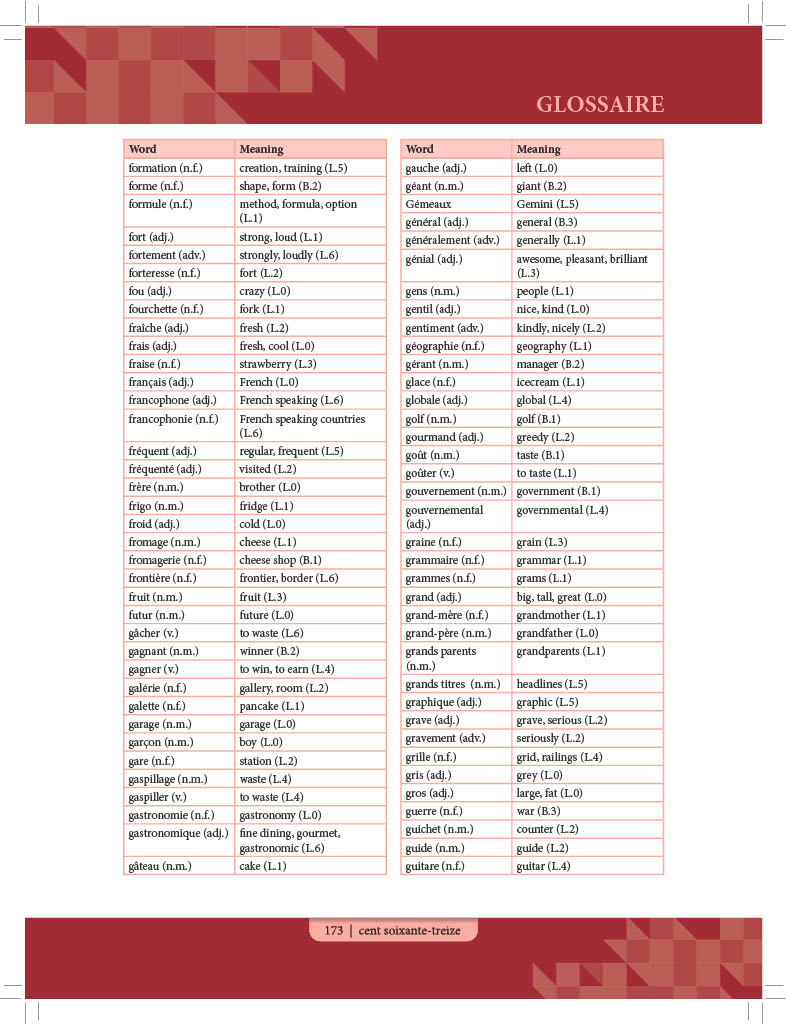 GLOSSAIRE
Word Meaning
formation (n.f.) creation, training (L.5)
forme (n.f.) shape, form (B.2)
formule (n.f.) method, formula, option
(L.1)
fort (adj.) strong, loud (L.1)
fortement (adv.) strongly, loudly (L.6)
forteresse (n.f.) fort (L.2)
fou (adj.) crazy (L.0)
fourchette (n.f.) fork (L.1)
fraîche (adj.) fresh (L.2)
frais (adj.) fresh, cool (L.0)
fraise (n.f.) strawberry (L.3)
français (adj.) French (L.0)
francophone (adj.) French speaking (L.6)
francophonie (n.f.) French speaking countries
(L.6)
fréquent (adj.) regular, frequent (L.5)
fréquenté (adj.) visited (L.2)
frère (n.m.) brother (L.0)
frigo (n.m.) fridge (L.1)
froid (adj.) cold (L.0)
fromage (n.m.) cheese (L.1)
fromagerie (n.f.) cheese shop (B.1)
frontière (n.f.) frontier, border (L.6)
fruit (n.m.) fruit (L.3)
futur (n.m.) future (L.0)
gâcher (v.) to waste (L.6)
gagnant (n.m.) winner (B.2)
gagner (v.) to win, to earn (L.4)
galérie (n.f.) gallery, room (L.2)
galette (n.f.) pancake (L.1)
garage (n.m.) garage (L.0)
garçon (n.m.) boy (L.0)
gare (n.f.) station (L.2)
gaspillage (n.m.) waste (L.4)
gaspiller (v.) to waste (L.4)
gastronomie (n.f.) gastronomy (L.0)
gastronomique (adj.) fine dining, gourmet,
gastronomic (L.6)
gâteau (n.m.) cake (L.1)
Word Meaning
gauche (adj.) left (L.0)
géant (n.m.) giant (B.2)
Gémeaux Gemini (L.5)
général (adj.) general (B.3)
généralement (adv.) generally (L.1)
génial (adj.) awesome, pleasant, brilliant
(L.3)
gens (n.m.) people (L.1)
gentil (adj.) nice, kind (L.0)
gentiment (adv.) kindly, nicely (L.2)
géographie (n.f.) geography (L.1)
gérant (n.m.) manager (B.2)
glace (n.f.) icecream (L.1)
globale (adj.) global (L.4)
golf (n.m.) golf (B.1)
gourmand (adj.) greedy (L.2)
goût (n.m.) taste (B.1)
goûter (v.) to taste (L.1)
gouvernement (n.m.) government (B.1)
gouvernemental governmental (L.4)
(adj.)
graine (n.f.) grain (L.3)
grammaire (n.f.) grammar (L.1)
grammes (n.f.) grams (L.1)
grand (adj.) big, tall, great (L.0)
grand-mère (n.f.) grandmother (L.1)
grand-père (n.m.) grandfather (L.0)
grands parents grandparents (L.1)
(n.m.)
grands titres (n.m.) headlines (L.5)
graphique (adj.) graphic (L.5)
grave (adj.) grave, serious (L.2)
gravement (adv.) seriously (L.2)
grille (n.f.) grid, railings (L.4)
gris (adj.) grey (L.0)
gros (adj.) large, fat (L.0)
guerre (n.f.) war (B.3)
guichet (n.m.) counter (L.2)
guide (n.m.) guide (L.2)
guitare (n.f.) guitar (L.4)
173 | cent soixante-treize